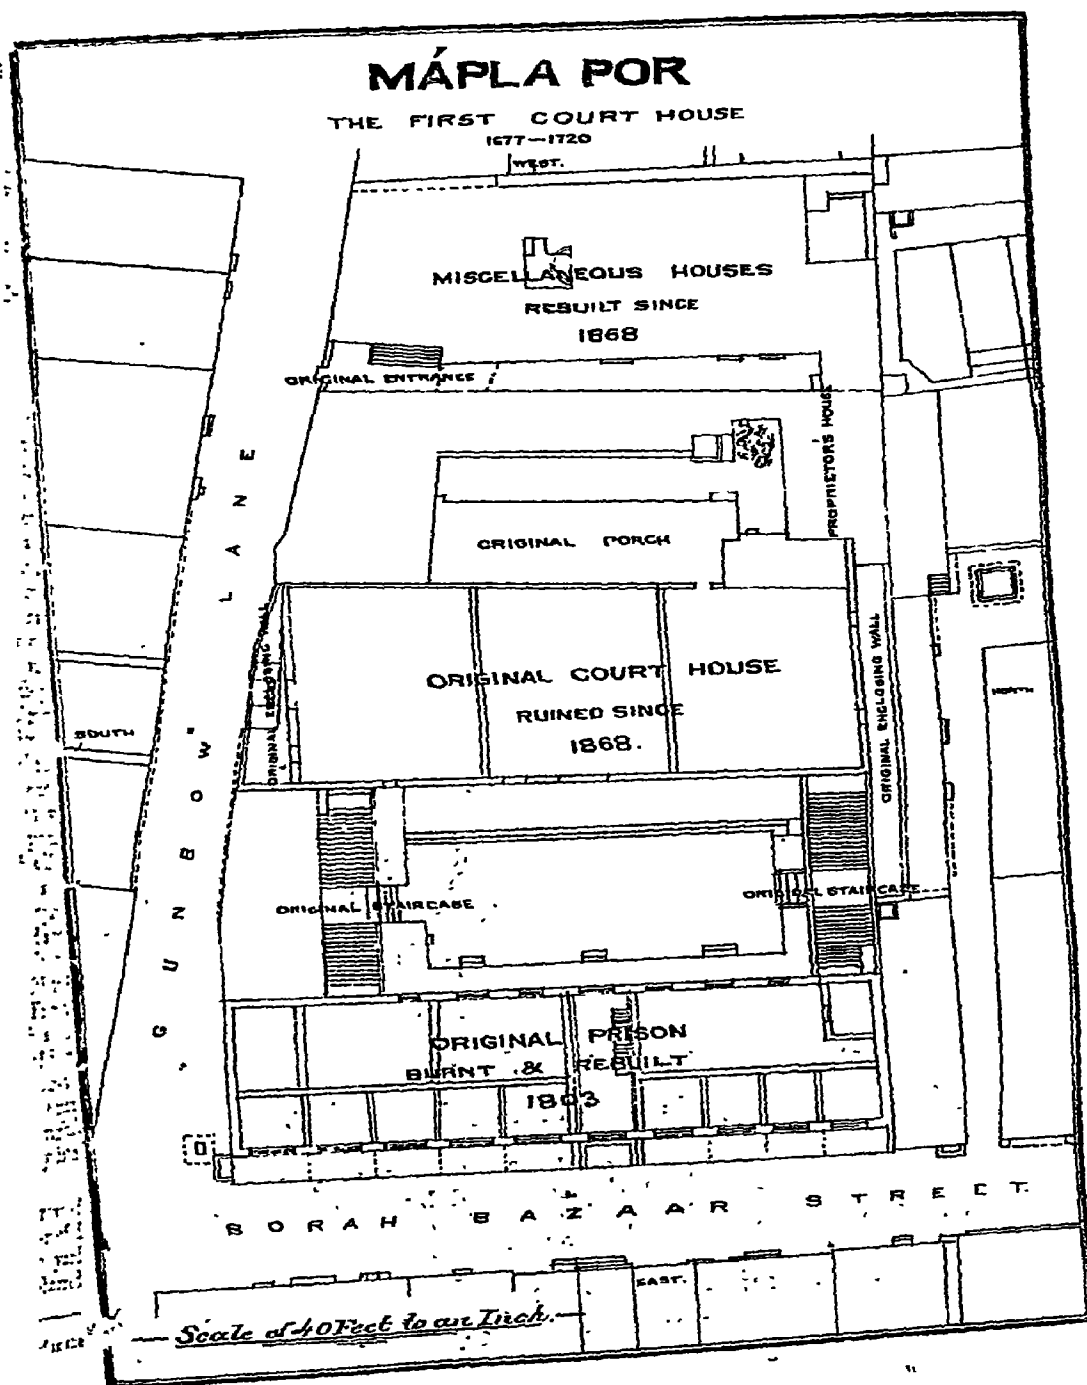 MÁPLA POR
THE FIRST COURT HOUSE
1677—1720
WEST.
MISCELLANEOUS HOUSES
REBUILT SINCE
1868
ORIGINAL ENTRANCE
PROPRIETORS HOUSE
ORIGINAL PORCH
GUNBOW LANE
ORIGINAL ENCLOSING WALL
ORIGINAL COURT HOUSE
RUINED SINCE
1868.
ORIGINAL ENCLOSING WALL
NORTH
SOUTH
ORIGINAL STAIRCASE
ORIGINAL STAIRCASE
ORIGINAL PRISON
BURNT & REBUILT
1803
BORAH BAZAAR STREET.
EAST.
Scale of 40 Feet to an Inch.